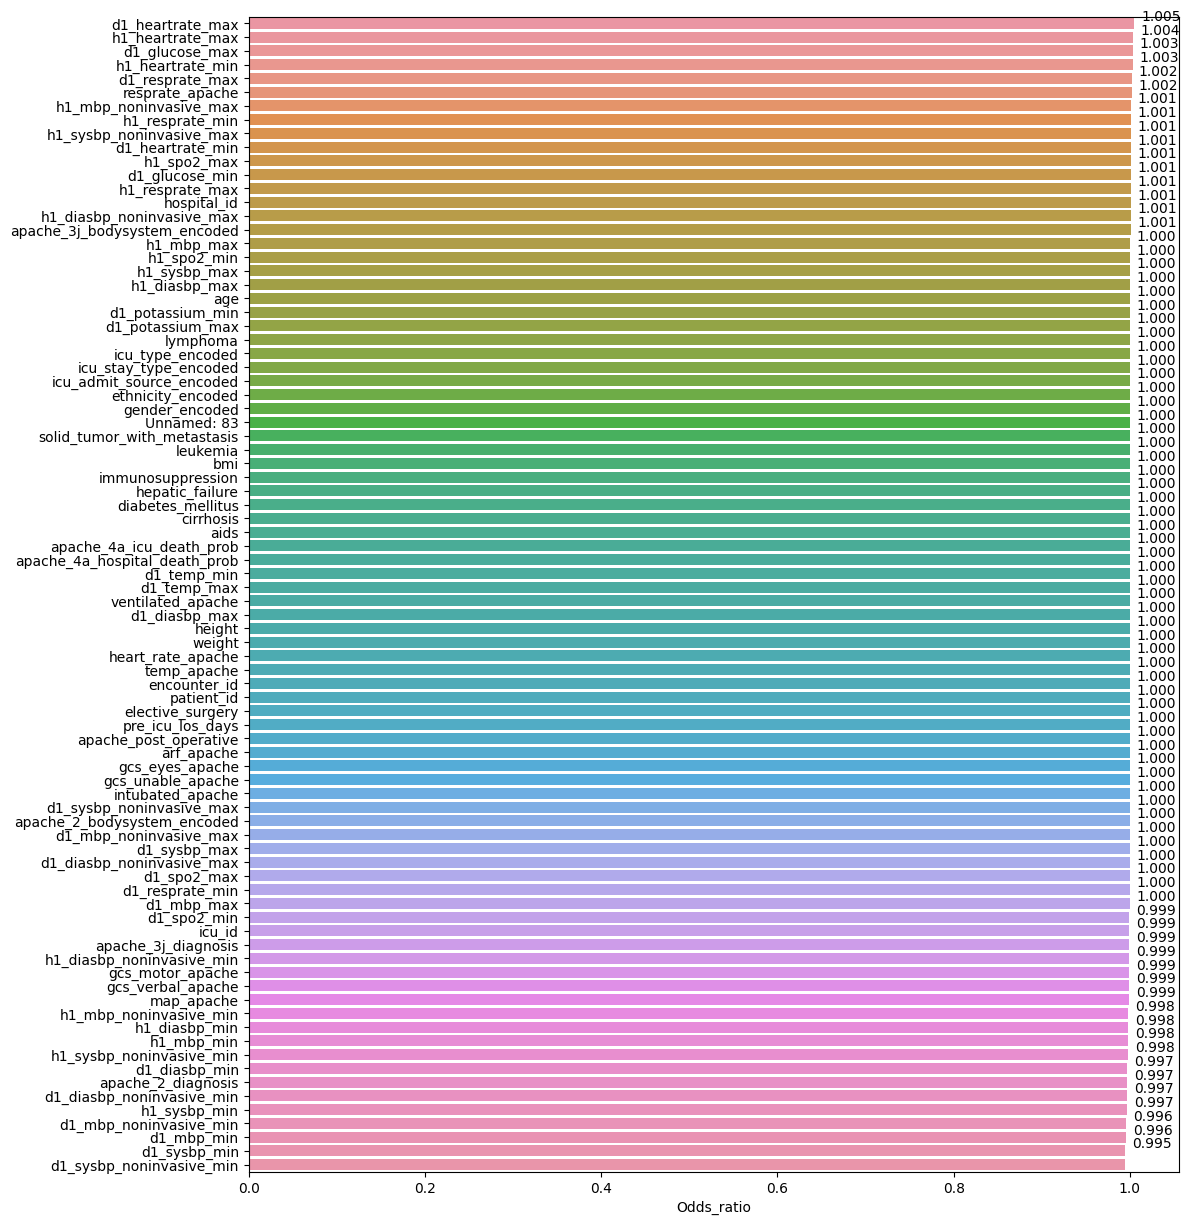 d1_heartrate_max 1.005
h1_heartrate_max 1.004
d1_glucose_max 1.003
h1_heartrate_min 1.003
d1_resprate_max 1.002
resprate_apache 1.002
h1_mbp_noninvasive_max 1.001
h1_resprate_min 1.001
h1_sysbp_noninvasive_max 1.001
d1_heartrate_min 1.001
h1_spo2_max 1.001
d1_glucose_min 1.001
h1_resprate_max 1.001
hospital_id 1.001
h1_diasbp_noninvasive_max 1.001
apache_3j_bodysystem_encoded 1.001
h1_mbp_max 1.000
h1_spo2_min 1.000
h1_sysbp_max 1.000
h1_diasbp_max 1.000
age 1.000
d1_potassium_min 1.000
d1_potassium_max 1.000
lymphoma 1.000
icu_type_encoded 1.000
icu_stay_type_encoded 1.000
icu_admit_source_encoded 1.000
ethnicity_encoded 1.000
gender_encoded 1.000
Unnamed: 83 1.000
solid_tumor_with_metastasis 1.000
leukemia 1.000
bmi 1.000
immunosuppression 1.000
hepatic_failure 1.000
diabetes_mellitus 1.000
cirrhosis 1.000
aids 1.000
apache_4a_icu_death_prob 1.000
apache_4a_hospital_death_prob 1.000
d1_temp_min 1.000
d1_temp_max 1.000
ventilated_apache 1.000
d1_diasbp_max 1.000
height 1.000
weight 1.000
heart_rate_apache 1.000
temp_apache 1.000
encounter_id 1.000
patient_id 1.000
elective_surgery 1.000
pre_icu_los_days 1.000
apache_post_operative 1.000
arf_apache 1.000
gcs_eyes_apache 1.000
gcs_unable_apache 1.000
intubated_apache 1.000
d1_sysbp_noninvasive_max 1.000
apache_2_bodysystem_encoded 1.000
d1_mbp_noninvasive_max 1.000
d1_sysbp_max 1.000
d1_diasbp_noninvasive_max 1.000
d1_spo2_max 1.000
d1_resprate_min 1.000
d1_mbp_max 1.000
d1_spo2_min 0.999
icu_id 0.999
apache_3j_diagnosis 0.999
h1_diasbp_noninvasive_min 0.999
gcs_motor_apache 0.999
gcs_verbal_apache 0.999
map_apache 0.999
h1_mbp_noninvasive_min 0.998
h1_diasbp_min 0.998
h1_mbp_min 0.998
h1_sysbp_noninvasive_min 0.998
d1_diasbp_min 0.997
apache_2_diagnosis 0.997
d1_diasbp_noninvasive_min 0.997
h1_sysbp_min 0.997
d1_mbp_noninvasive_min 0.996
d1_mbp_min 0.996
d1_sysbp_min 0.995
d1_sysbp_noninvasive_min
0.0 0.2 0.4 0.6 0.8 1.0
Odds_ratio